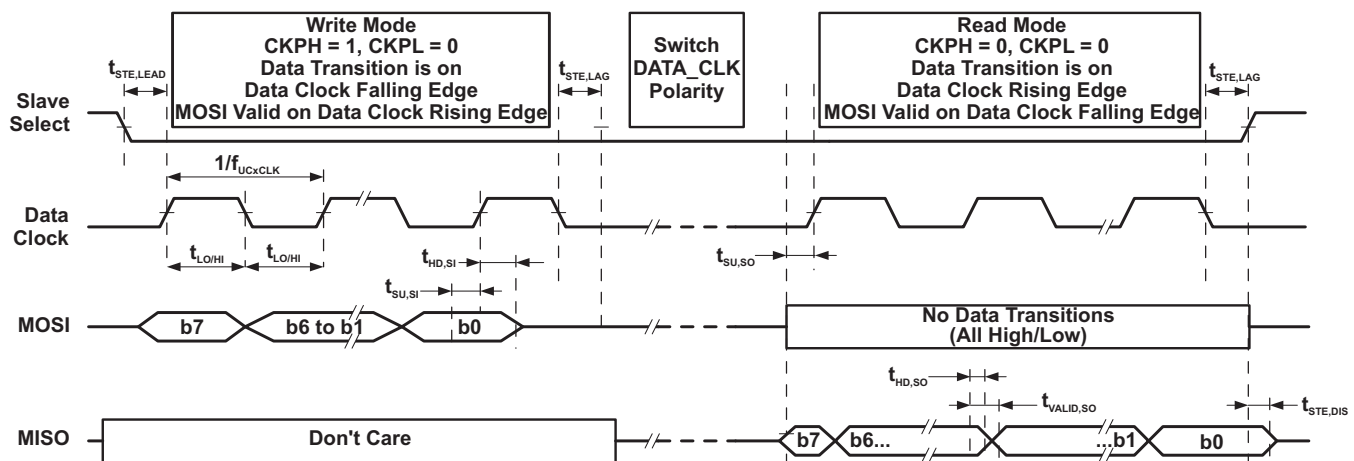 Write Mode
CKPH = 1, CKPL = 0
Data Transition is on
Data Clock Falling Edge
MOSI Valid on Data Clock Rising Edge
Switch
DATA_CLK
Polarity
Read Mode
CKPH = 0, CKPL = 0
Data Transition is on
Data Clock Rising Edge
MOSI Valid on Data Clock Falling Edge
tSTE,LEAD
tSTE,LAG
tSTE,LAG
Slave
Select
1/fUCxCLK
Data
Clock
tLO/HI
tLO/HI
tHD,SI
tSU,SI
tSU,SO
MOSI
b7
b6 to b1
b0
No Data Transitions
(All High/Low)
tHD,SO
tVALID,SO
tSTE,DIS
MISO
Don't Care
b7
b6...
...b1
b0